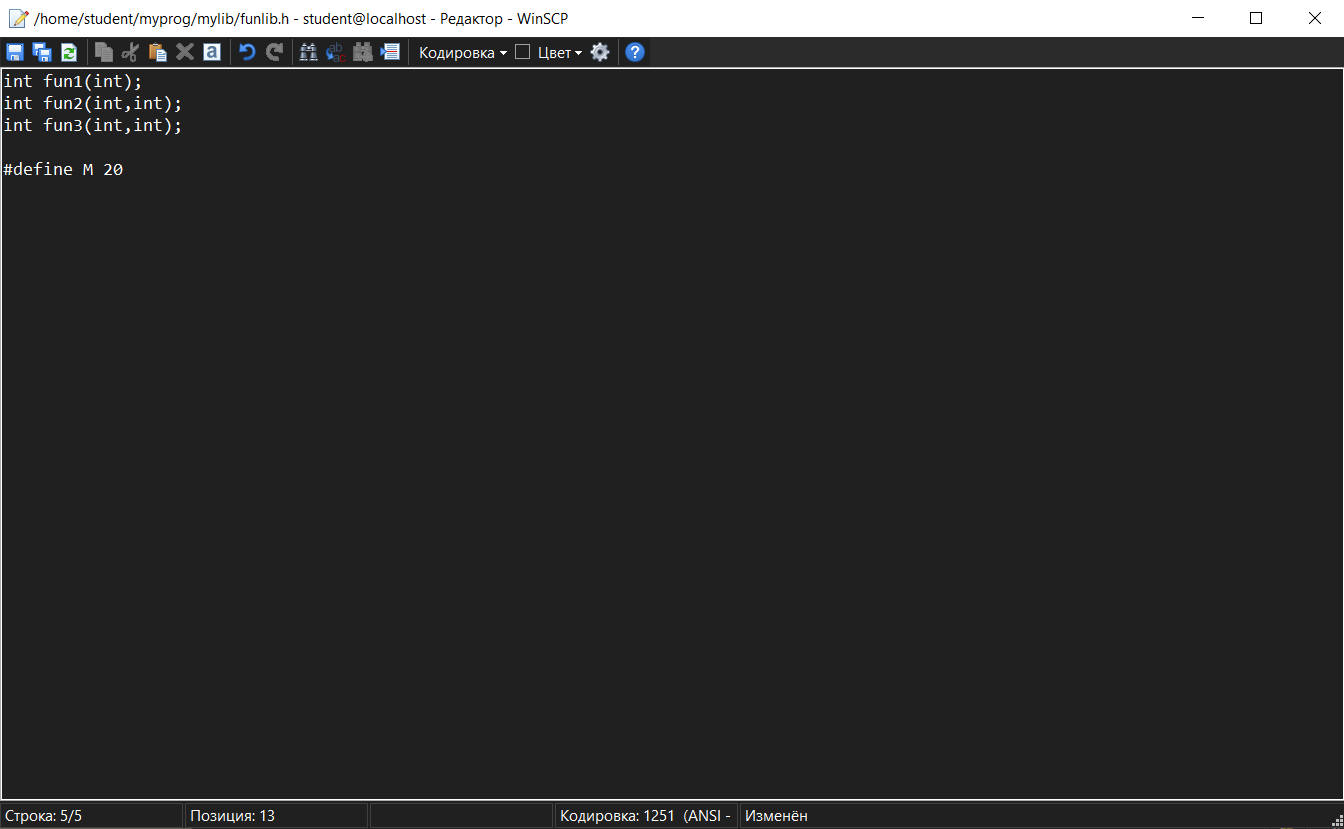 /home/student/myprog/mylib/funlib.h - student@localhost - Редактор - WinSCP
Кодировка Цвет
int fun1(int);
int fun2(int,int);
int fun3(int,int);
#define M 20
Строка: 5/5 Позиция: 13 Кодировка: 1251 (ANSI - Изменён